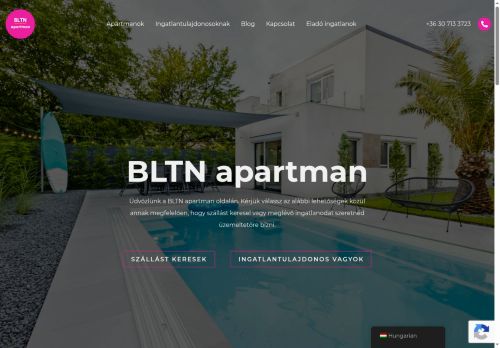 BLTN
apartman
Apartmanok Ingatlantulajdonosoknak Blog Kapcsolat Eladó ingatlanok
+36 30 713 3723
BLTN apartman
Üdvözlünk a BLTN apartman oldalán. Kérjük válassz az alábbi lehetőségek közül
annak megfelelően, hogy szállást keresel vagy meglévő ingatlanodat szeretnéd
üzemeltetőre bízni.
SZÁLLÁST KERESEK
INGATLANTULAJDONOS VAGYOK
Hungarian